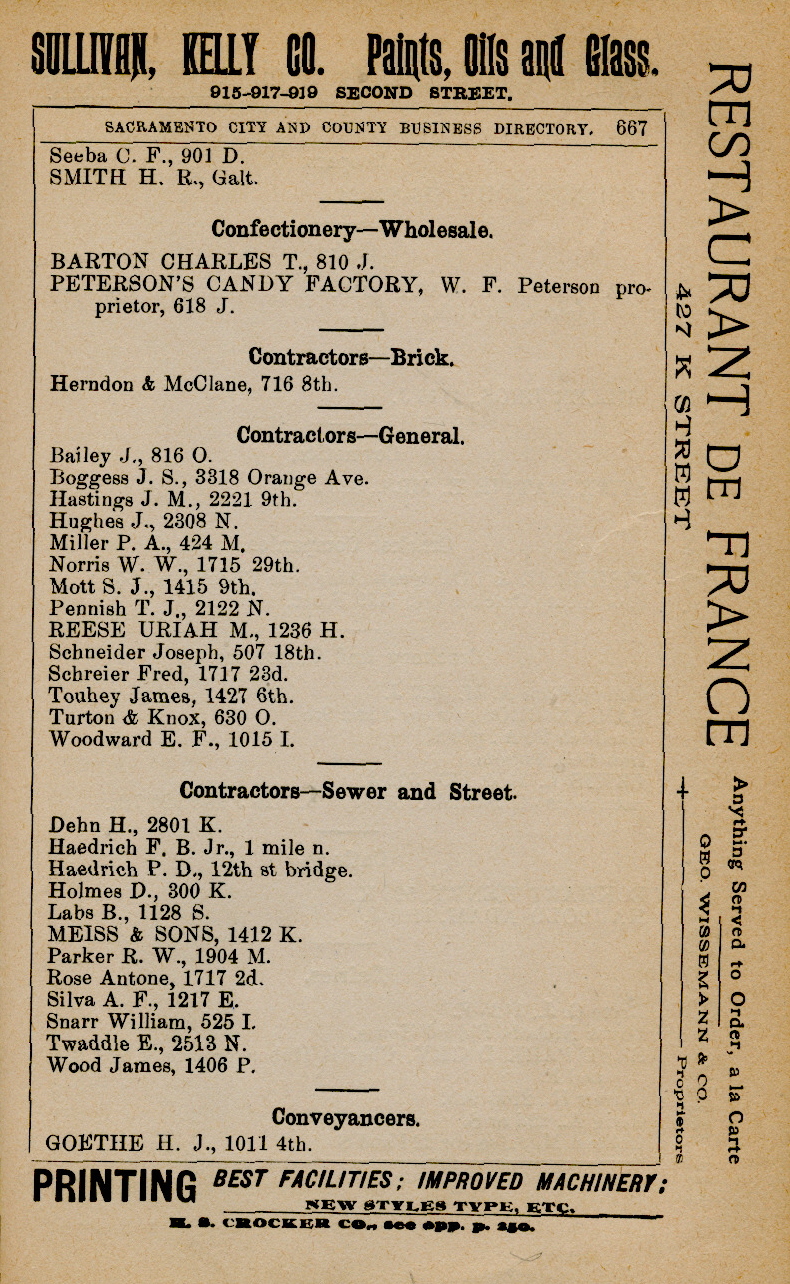 SULLIVAN, KELLY CO. Paints, Oils and Glass.
915-917-919 SECOND STREET.
SACRAMENTO CITY AND COUNTY BUSINESS DIRECTORY. 667
Seeba C. F., 901 D.
SMITH H. R., Galt.
Confectionery—Wholesale.
BARTON CHARLES T., 810 J.
PETERSON'S CANDY FACTORY, W. F. Peterson pro-
prietor, 618 J.
Contractors—Brick.
Herndon & McClane, 716 8th.
Contractors—General.
Bailey J., 816 O.
Boggess J. S., 3318 Orange Ave.
Hastings J. M., 2221 9th.
Hughes J., 2308 N.
Miller P. A., 424 M.
Norris W. W., 1715 29th.
Mott S. J., 1415 9th.
Pennish T. J., 2122 N.
REESE URIAH M., 1236 H.
Schneider Joseph, 507 18th.
Schreier Fred, 1717 23d.
Touhey James, 1427 6th.
Turton & Knox, 630 O.
Woodward E. F., 1015 I.
Contractors—Sewer and Street.
Dehn H., 2801 K.
Haedrich F. B. Jr., 1 mile n.
Haedrich P. D., 12th st bridge.
Holmes D., 300 K.
Labs B., 1128 S.
MEISS & SONS, 1412 K.
Parker R. W., 1904 M.
Rose Antone, 1717 2d.
Silva A. F., 1217 E.
Snarr William, 525 I.
Twaddle E., 2513 N.
Wood James, 1406 P.
Conveyancers.
GOETHE H. J., 1011 4th.
PRINTING BEST FACILITIES; IMPROVED MACHINERY;
NEW STYLES TYPE, ETC.
H. S. CROCKER CO., see opp. p. 250.
RESTAURANT DE FRANCE
427 K STREET
Anything Served to Order, a la Carte
GEO. WISSEMANN & CO.
Proprietors